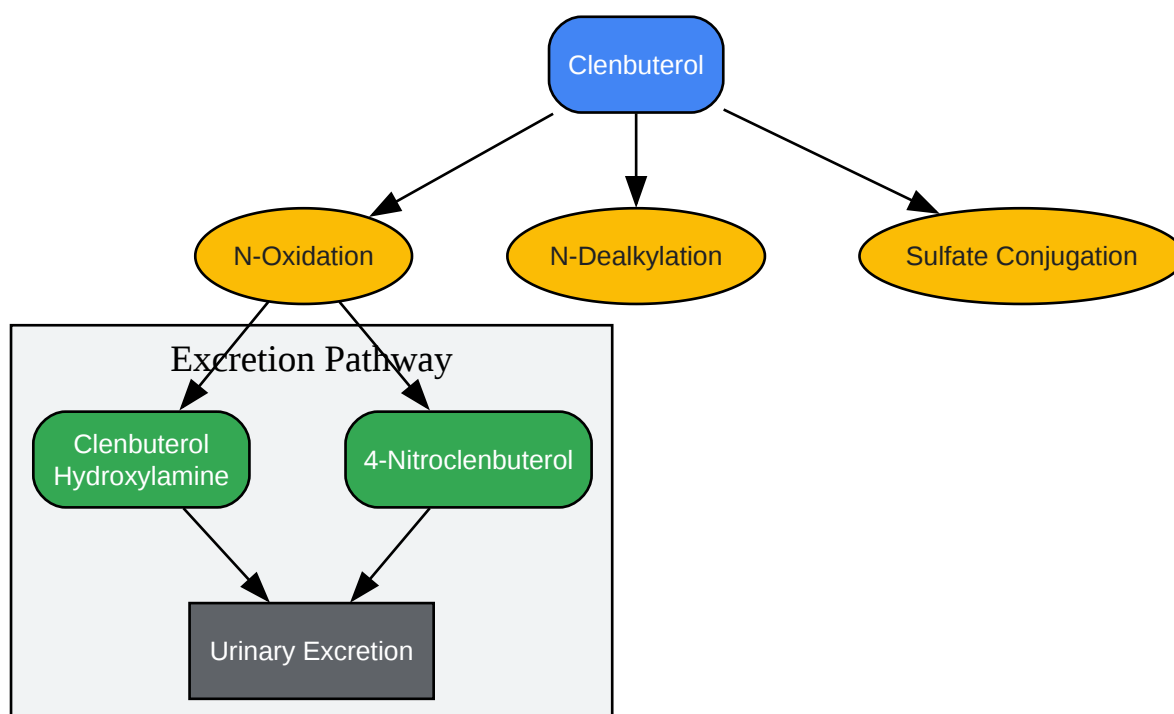 Clenbuterol
N-Oxidation
N-Dealkylation
Sulfate Conjugation
Excretion Pathway
Clenbuterol
Hydroxylamine
4-Nitroclenbuterol
Urinary Excretion